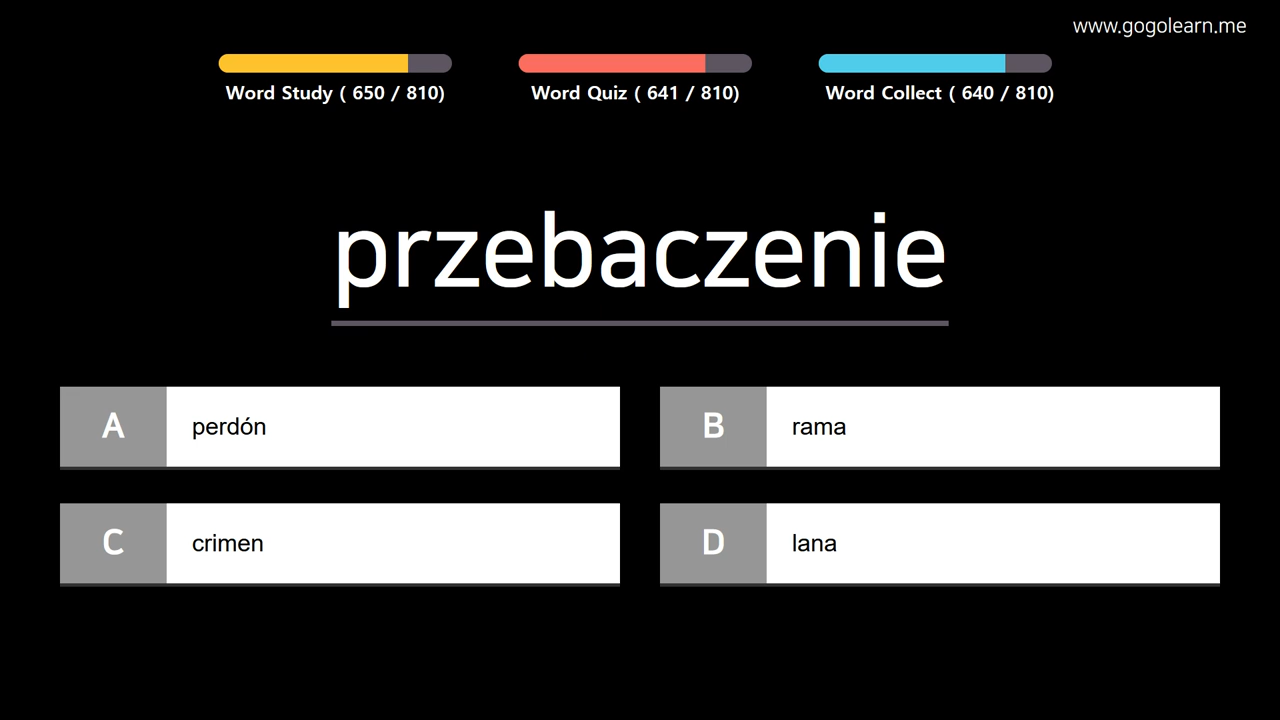 www.gogolearn.me
Word Study ( 650 / 810)
Word Quiz ( 641 / 810)
Word Collect ( 640 / 810)
przebaczenie
A perdón
B rama
C crimen
D lana